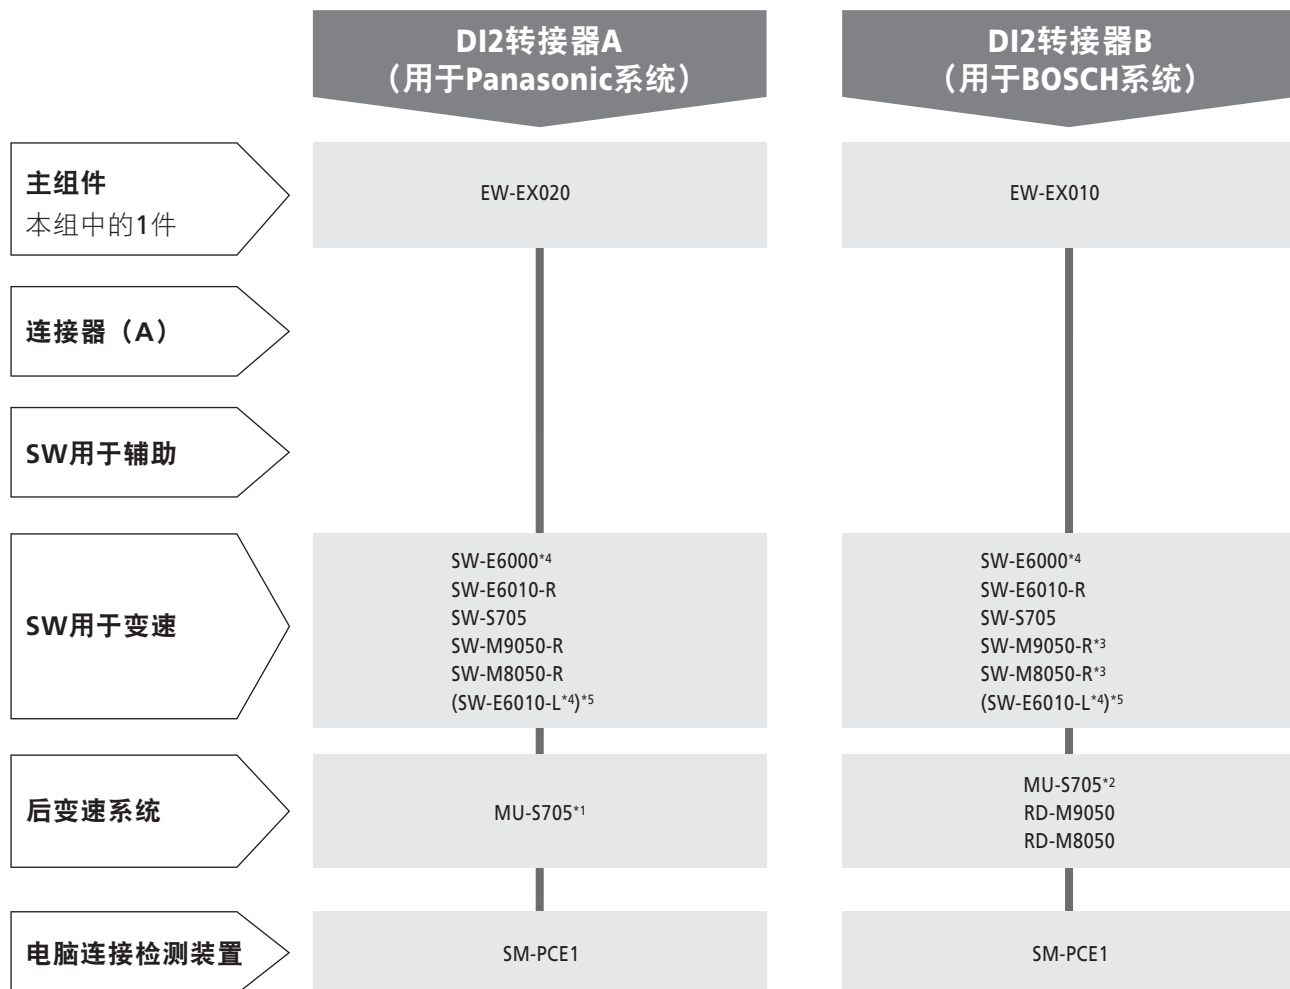 DI2转接器A
（用于Panasonic系统）
DI2转接器B
（用于BOSCH系统）
主组件
本组中的1件
EW-EX020
EW-EX010
连接器（A）
SW用于辅助
SW用于变速
SW-E6000*4
SW-E6010-R
SW-S705
SW-M9050-R
SW-M8050-R
(SW-E6010-L*4)*5
SW-E6000*4
SW-E6010-R
SW-S705
SW-M9050-R*3
SW-M8050-R*3
(SW-E6010-L*4)*5
后变速系统
MU-S705*1
MU-S705*2
RD-M9050
RD-M8050
电脑连接检测装置
SM-PCE1
SM-PCE1